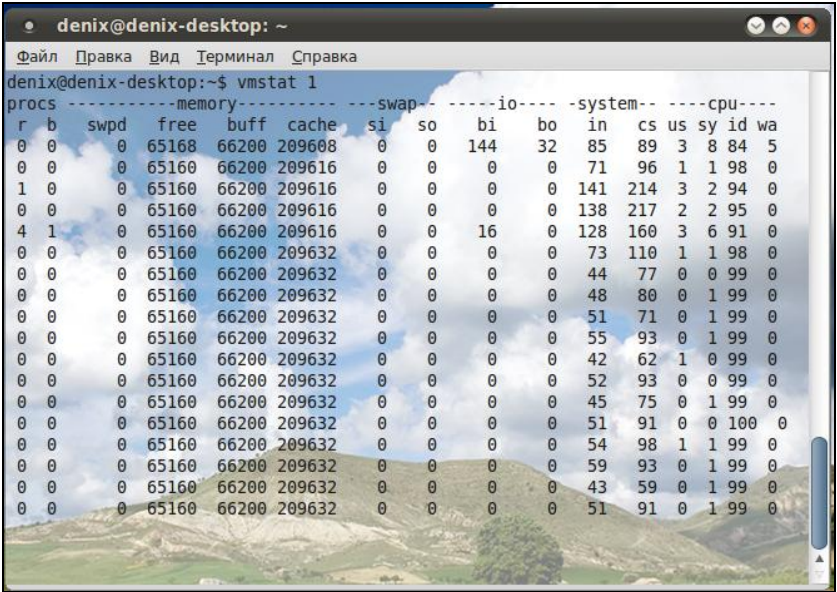 denix@denix-desktop: ~
Файл Правка Вид Терминал Справка
denix@denix-desktop:~$ vmstat 1
procs -----------memory---------- ---swap-- -----io---- -system-- ----cpu----
 r  b   swpd   free   buff  cache   si   so    bi    bo   in   cs us sy id wa
 0  0      0  65168  66200 209608    0    0   144    32   85   89  3  8 84  5
 0  0      0  65160  66200 209616    0    0     0     0   71   96  1  1 98  0
 1  0      0  65160  66200 209616    0    0     0     0  141  214  3  2 94  0
 0  0      0  65160  66200 209616    0    0     0     0  138  217  2  2 95  0
 4  1      0  65160  66200 209616    0    0    16     0  128  160  3  6 91  0
 0  0      0  65160  66200 209632    0    0     0     0   73  110  1  1 98  0
 0  0      0  65160  66200 209632    0    0     0     0   44   77  0  0 99  0
 0  0      0  65160  66200 209632    0    0     0     0   48   80  0  1 99  0
 0  0      0  65160  66200 209632    0    0     0     0   51   71  0  1 99  0
 0  0      0  65160  66200 209632    0    0     0     0   55   93  0  1 99  0
 0  0      0  65160  66200 209632    0    0     0     0   42   62  1  0 99  0
 0  0      0  65160  66200 209632    0    0     0     0   52   93  0  0 99  0
 0  0      0  65160  66200 209632    0    0     0     0   45   75  0  1 99  0
 0  0      0  65160  66200 209632    0    0     0     0   51   91  0  0 100  0
 0  0      0  65160  66200 209632    0    0     0     0   54   98  1  1 99  0
 0  0      0  65160  66200 209632    0    0     0     0   59   93  0  1 99  0
 0  0      0  65160  66200 209632    0    0     0     0   43   59  0  1 99  0
 0  0      0  65160  66200 209632    0    0     0     0   51   91  0  1 99  0